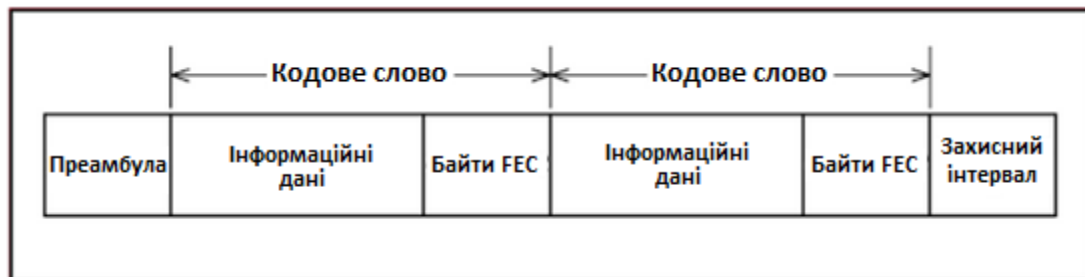 Кодове слово
Кодове слово
Преамбула
Інформаційні
дані
Байти FEC
Інформаційні
дані
Байти FEC
Захисний
інтервал